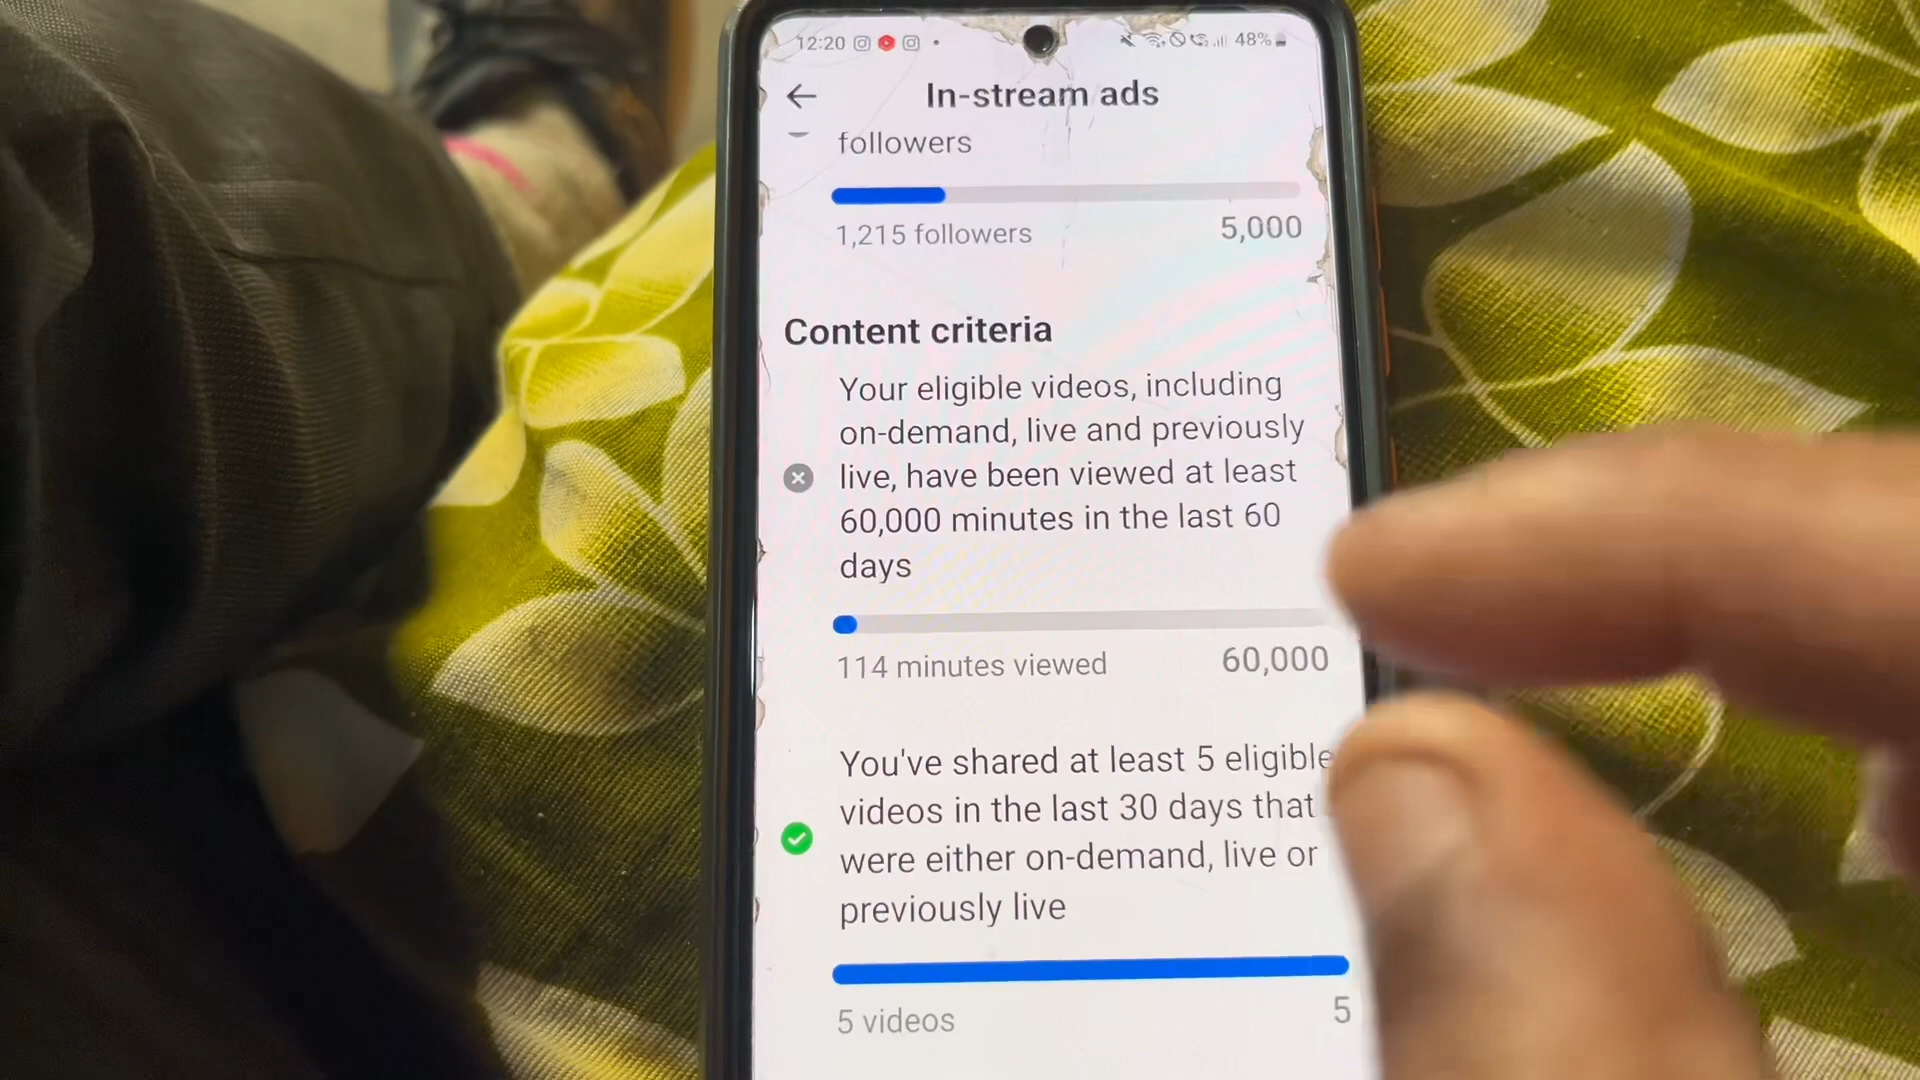 12:20
48%
In-stream ads
followers
1,215 followers
5,000
Content criteria
Your eligible videos, including
on-demand, live and previously
live, have been viewed at least
60,000 minutes in the last 60
days
114 minutes viewed
60,000
You've shared at least 5 eligible
videos in the last 30 days that
were either on-demand, live or
previously live
5 videos
5